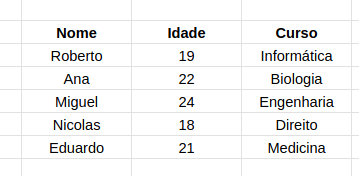 Nome Idade Curso
Roberto 19 Informática
Ana 22 Biologia
Miguel 24 Engenharia
Nicolas 18 Direito
Eduardo 21 Medicina